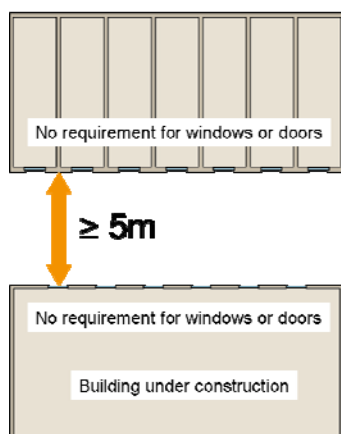 No requirement for windows or doors
≥ 5m
No requirement for windows or doors
Building under construction